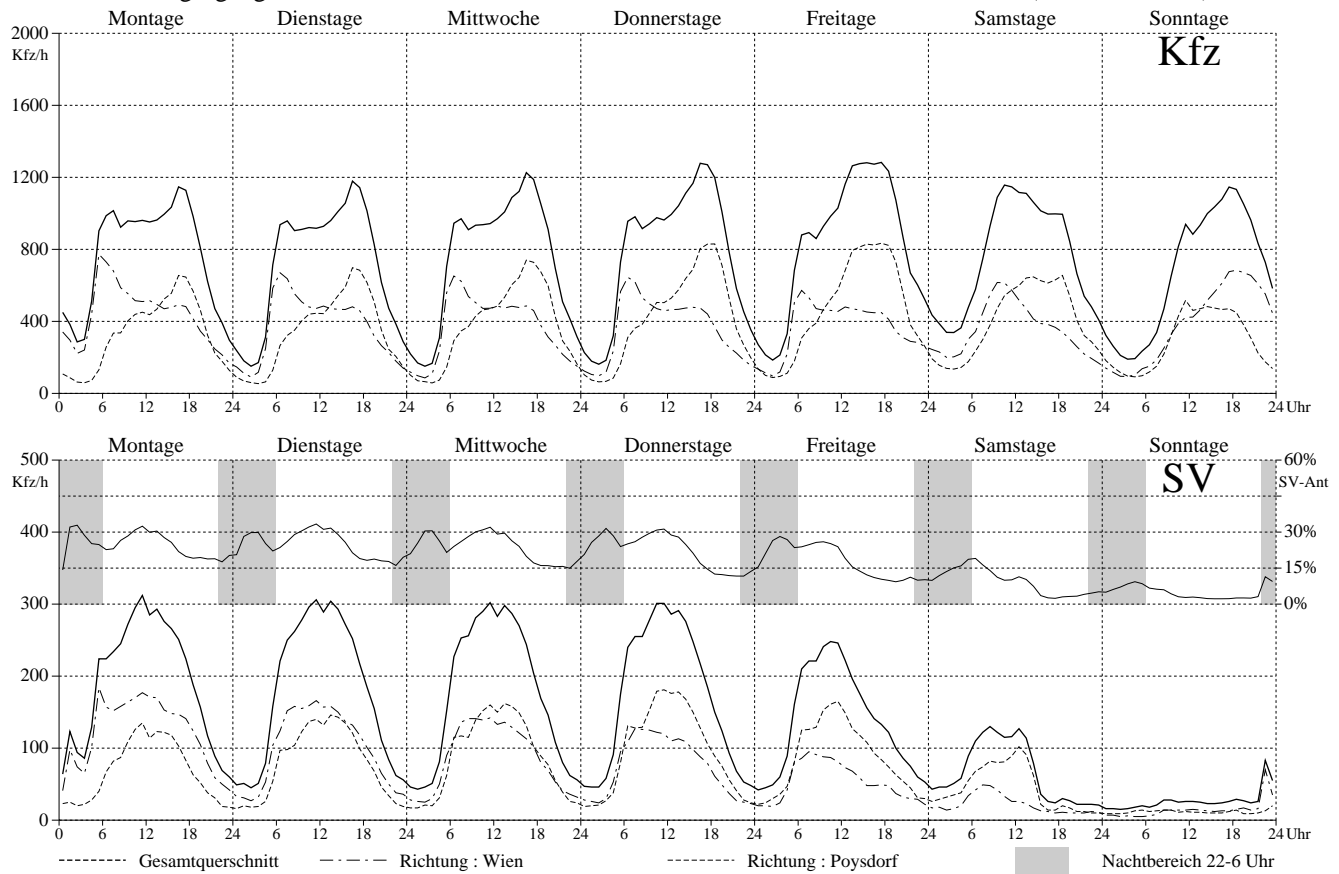 Montage Dienstage Mittwoche Donnerstage Freitage Samstage Sonntage
2000
Kfz/h
Kfz
1600
1200
800
400
0
0 6 12 18 24 6 12 18 24 6 12 18 24 6 12 18 24 6 12 18 24 6 12 18 24 6 12 18 24 Uhr
Montage Dienstage Mittwoche Donnerstage Freitage Samstage Sonntage
500 60%
Kfz/h SV-Ant
SV
400 30%
15%
300 0%
200
100
0
0 6 12 18 24 6 12 18 24 6 12 18 24 6 12 18 24 6 12 18 24 6 12 18 24 6 12 18 24 Uhr
Gesamtquerschnitt Richtung : Wien Richtung : Poysdorf Nachtbereich 22-6 Uhr